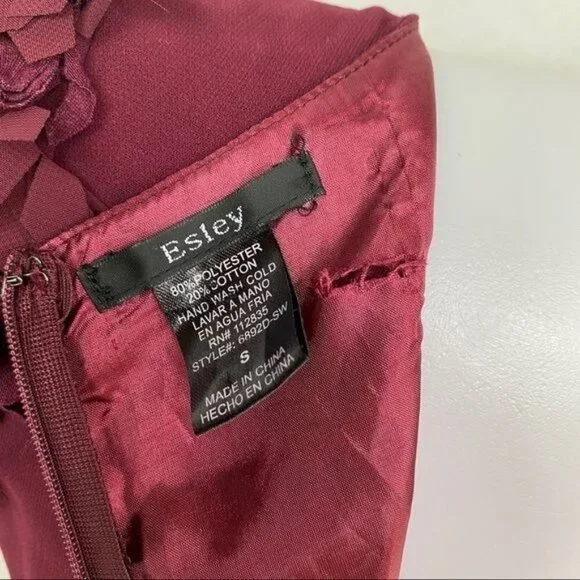 Esley
80%POLYESTER
20%COTTON
HAND WASH COLD
LAVAR A MANO
EN AGUA FRIA
RN# 112835
STYLE#: 6892D-SW
S
MADE IN CHINA
HECHO EN CHINA